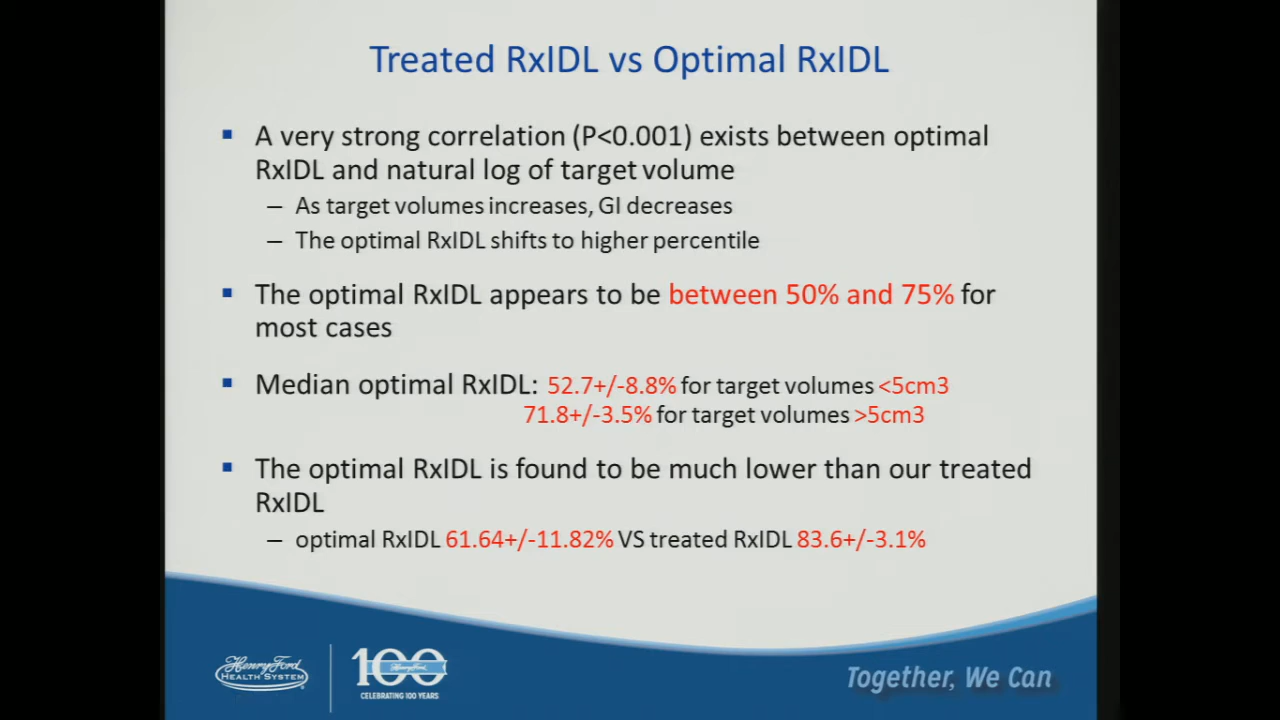 Treated RxIDL vs Optimal RxIDL
▪ A very strong correlation (P<0.001) exists between optimal
RxIDL and natural log of target volume
– As target volumes increases, GI decreases
– The optimal RxIDL shifts to higher percentile
▪ The optimal RxIDL appears to be between 50% and 75% for
most cases
▪ Median optimal RxIDL: 52.7+/-8.8% for target volumes <5cm3
71.8+/-3.5% for target volumes >5cm3
▪ The optimal RxIDL is found to be much lower than our treated
RxIDL
– optimal RxIDL 61.64+/-11.82% VS treated RxIDL 83.6+/-3.1%
Henry Ford
HEALTH SYSTEM
100
Henry Ford
CELEBRATING 100 YEARS
Together, We Can